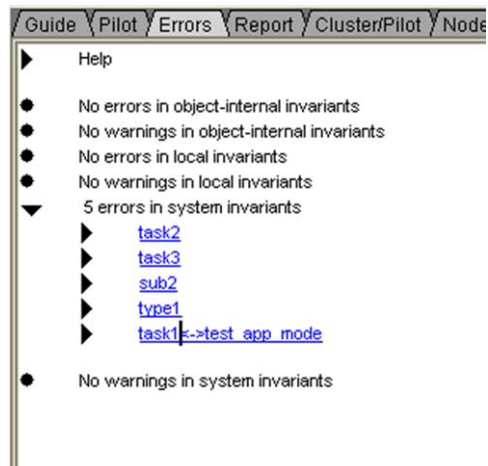 Guide Pilot Errors Report Cluster/Pilot Node
Help
No errors in object-internal invariants
No warnings in object-internal invariants
No errors in local invariants
No warnings in local invariants
5 errors in system invariants
task2
task3
sub2
type1
task1<->test_app_mode
No warnings in system invariants